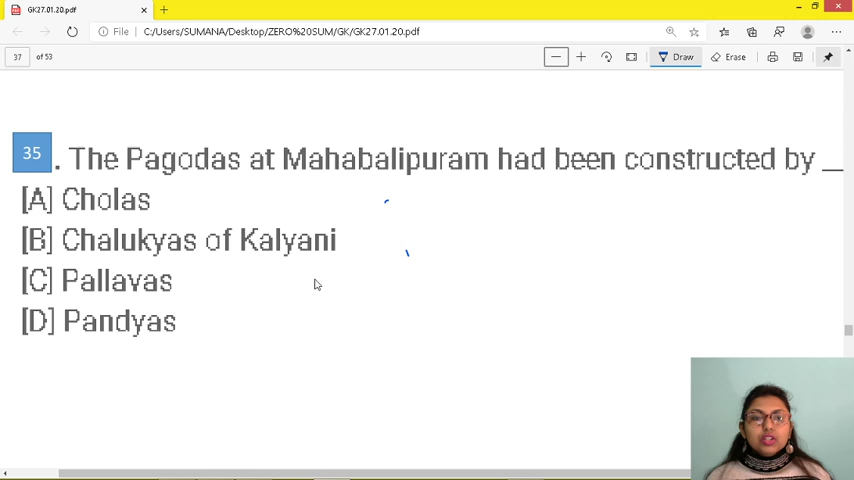 GK27.01.20.pdf
File
C:/Users/SUMANA/Desktop/ZERO%20SUM/GK/GK27.01.20.pdf
37 of 53
Draw
Erase
35 . The Pagodas at Mahabalipuram had been constructed by __
[A] Cholas
[B] Chalukyas of Kalyani
[C] Pallavas
[D] Pandyas